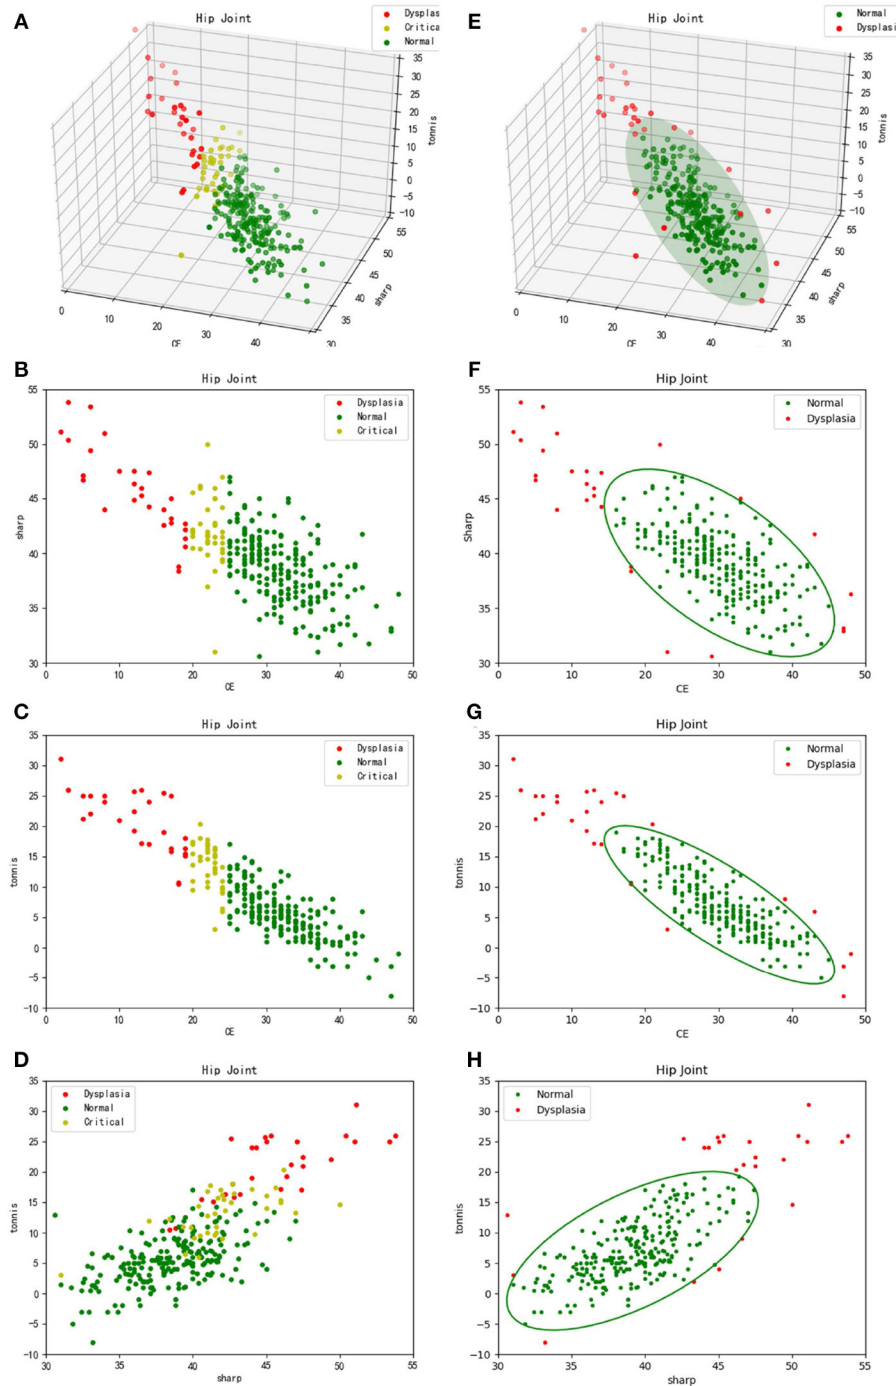 A
Hip Joint
Dysplasi
Critica
Normal
35
30
25
20
15
10
5
0
-5
-10
tonnis
55
50
45
40
35
30
sharp
0
10
20
30
40
CE
E
Hip Joint
Normal
Dysplasi
35
30
25
20
15
10
5
0
-5
-10
tonnis
55
50
45
40
35
30
sharp
0
10
20
30
40
CE
B
Hip Joint
Dysplasia
Normal
Critical
55
50
45
40
35
30
sharp
0 10 20 30 40 50
CE
F
Hip Joint
Normal
Dysplasia
55
50
45
40
35
30
Sharp
0 10 20 30 40 50
CE
C
Hip Joint
Dysplasia
Normal
Critical
35
30
25
20
15
10
5
0
−5
−10
tonnis
0 10 20 30 40 50
CE
G
Hip Joint
Normal
Dysplasia
35
30
25
20
15
10
5
0
−5
−10
tonnis
0 10 20 30 40 50
CE
D
Hip Joint
Dysplasia
Normal
Critical
35
30
25
20
15
10
5
0
−5
−10
tonnis
30 35 40 45 50 55
sharp
H
Hip Joint
Normal
Dysplasia
35
30
25
20
15
10
5
0
−5
−10
tonnis
30 35 40 45 50 55
sharp